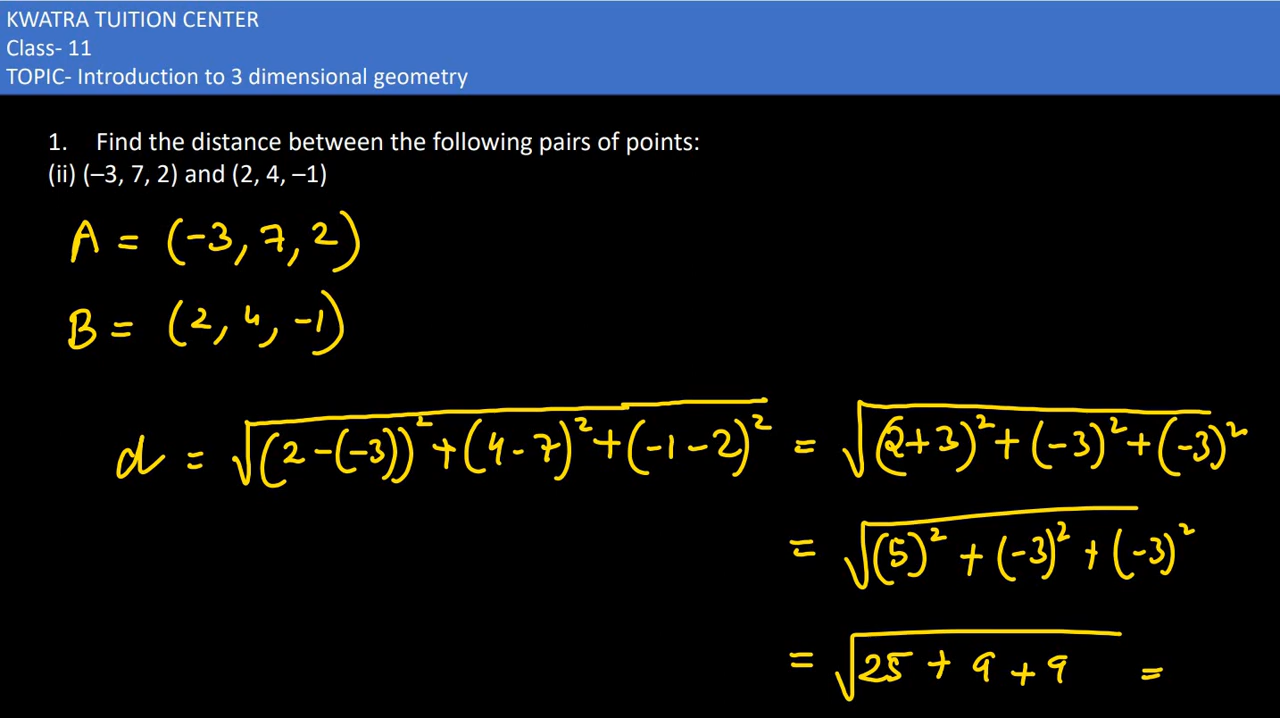 KWATRA TUITION CENTER
Class- 11
TOPIC- Introduction to 3 dimensional geometry
1. Find the distance between the following pairs of points:
(ii) (–3, 7, 2) and (2, 4, –1)
A = (-3, 7, 2)
B = (2, 4, -1)
d = √(2-(-3))² + (4-7)² + (-1-2)² = √(2+3)² + (-3)² + (-3)²
= √(5)² + (-3)² + (-3)²
= √25 + 9 + 9 =